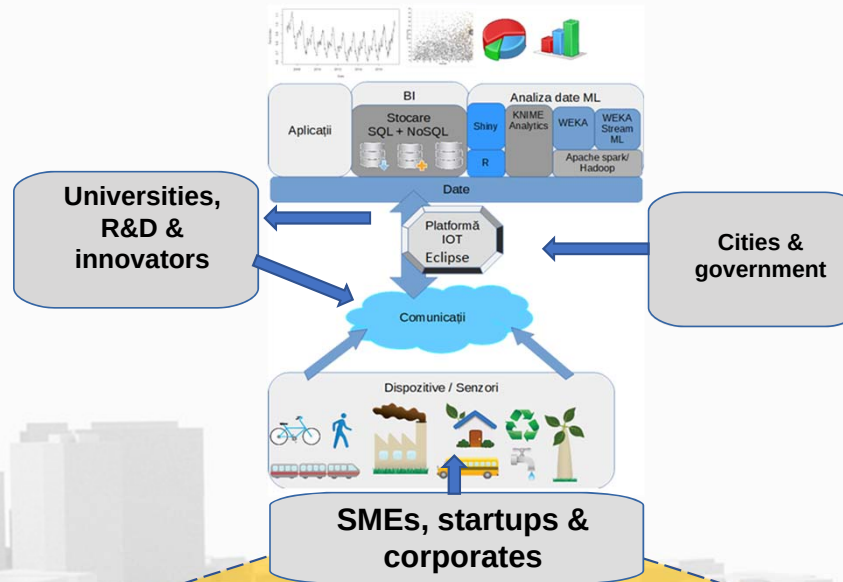 BI
Analiza date ML
Aplicații
Stocare
SQL + NoSQL
Shiny
KNIME
Analytics
WEKA
WEKA
Stream
ML
R
Apache spark/
Hadoop
Date
Universities,
R&D &
innovators
Platformă
IOT
Eclipse
Cities &
government
Comunicații
Dispozitive / Senzori
SMEs, startups &
corporates